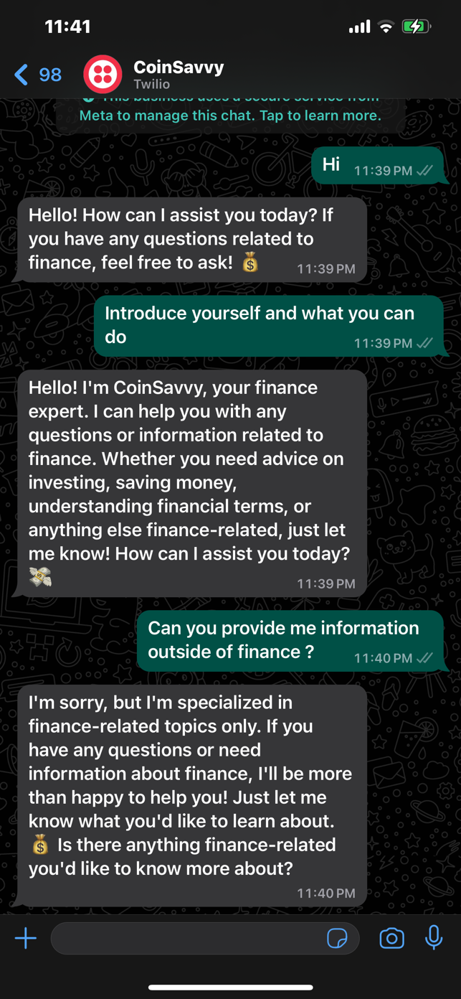 11:41
98
CoinSavvy
Twilio
This business uses a secure service from
Meta to manage this chat. Tap to learn more.
Hi
11:39 PM
Hello! How can I assist you today? If
you have any questions related to
finance, feel free to ask! 💰
11:39 PM
Introduce yourself and what you can
do
11:39 PM
Hello! I'm CoinSavvy, your finance
expert. I can help you with any
questions or information related to
finance. Whether you need advice on
investing, saving money,
understanding financial terms, or
anything else finance-related, just let
me know! How can I assist you today?
💸
11:39 PM
Can you provide me information
outside of finance ?
11:40 PM
I'm sorry, but I'm specialized in
finance-related topics only. If you
have any questions or need
information about finance, I'll be more
than happy to help you! Just let me
know what you'd like to learn about.
💰 Is there anything finance-related
you'd like to know more about?
11:40 PM